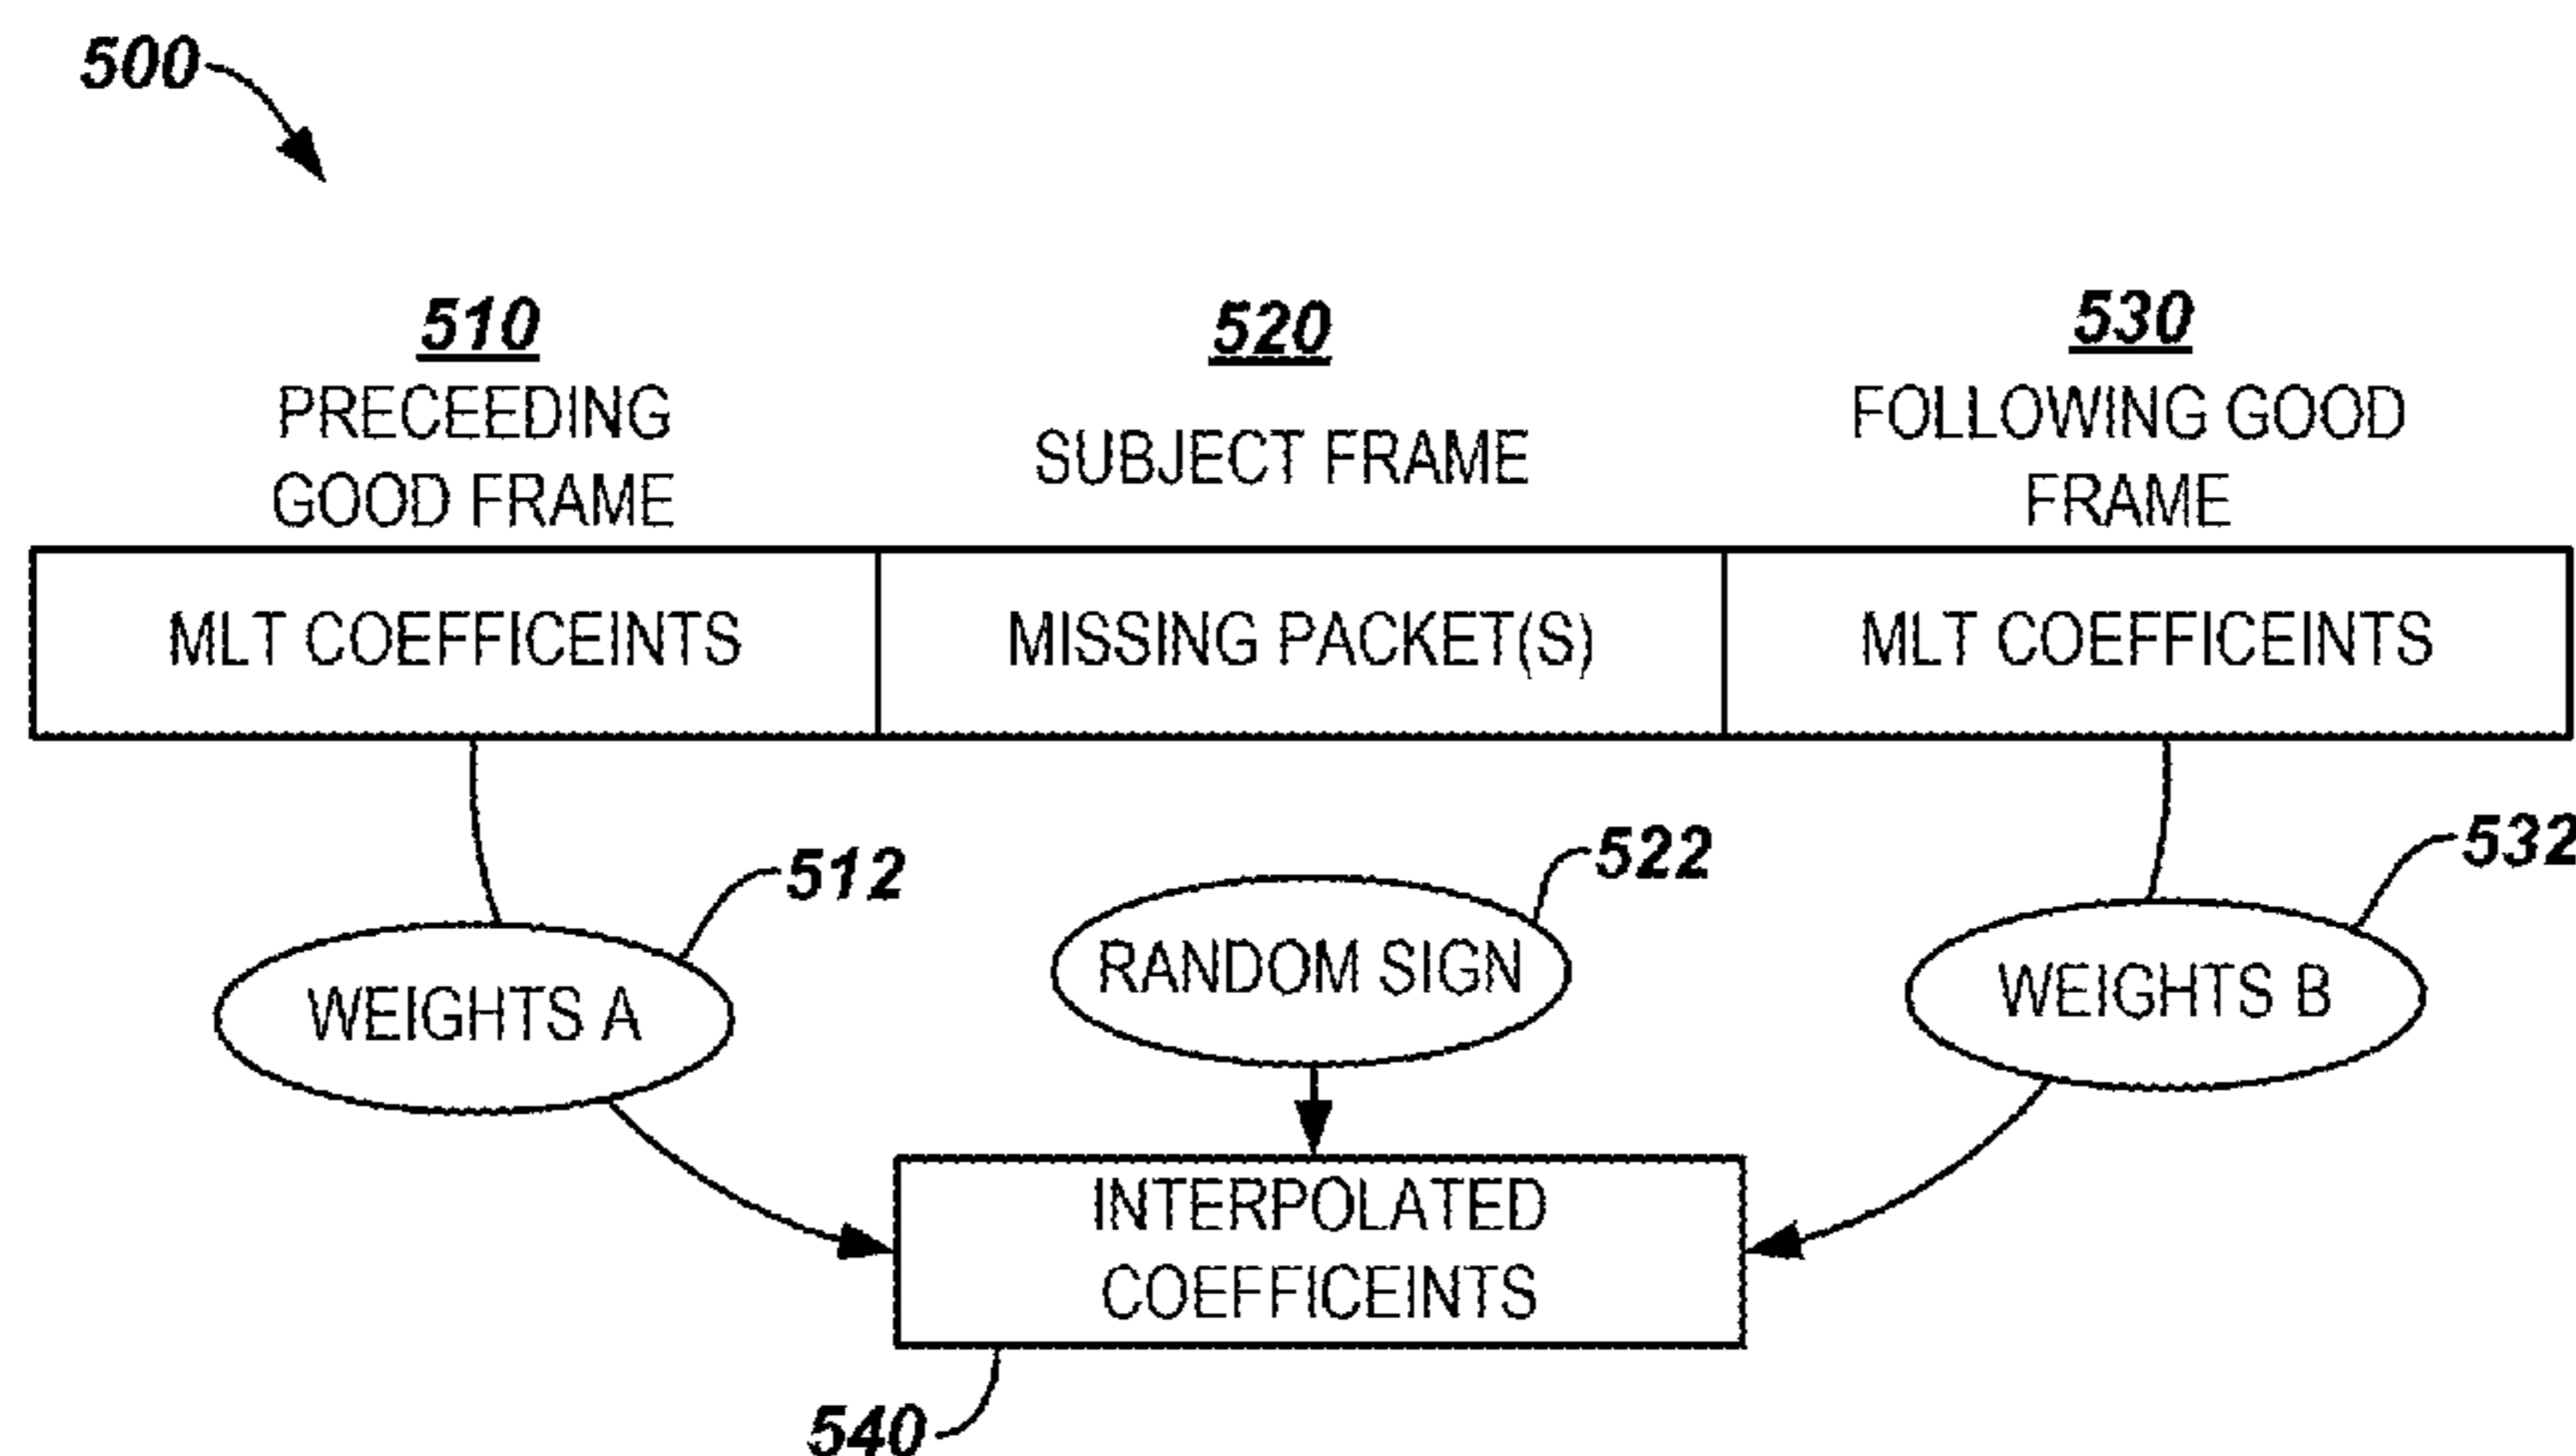 500
510
PRECEEDING
GOOD FRAME
520
SUBJECT FRAME
530
FOLLOWING GOOD
FRAME
MLT COEFFICEINTS
MISSING PACKET(S)
MLT COEFFICEINTS
512
522
532
WEIGHTS A
RANDOM SIGN
WEIGHTS B
INTERPOLATED
COEFFICEINTS
540